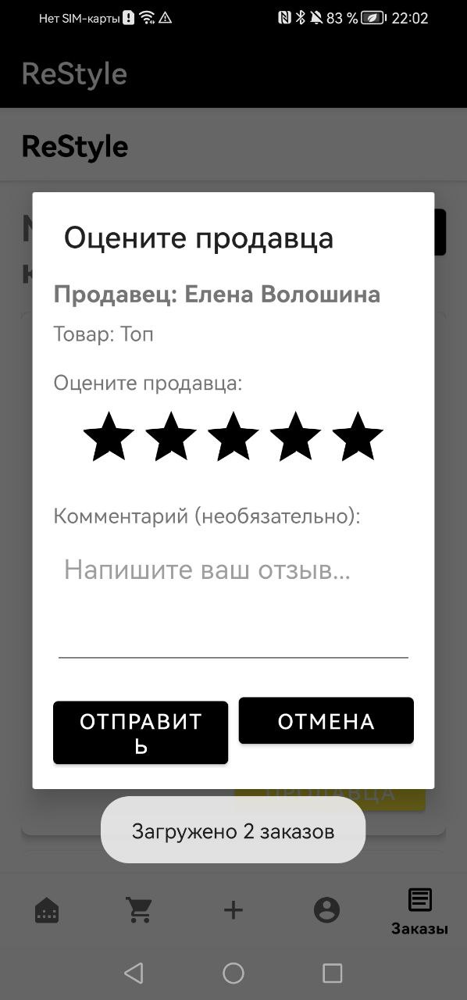 Нет SIM-карты 83 % 22:02
ReStyle
ReStyle
Оцените продавца
Продавец: Елена Волошина
Товар: Топ
Оцените продавца:
Комментарий (необязательно):
Напишите ваш отзыв...
ОТПРАВИТ
Ь
ОТМЕНА
ПРОДАВЦА
Загружено 2 заказов
Заказы